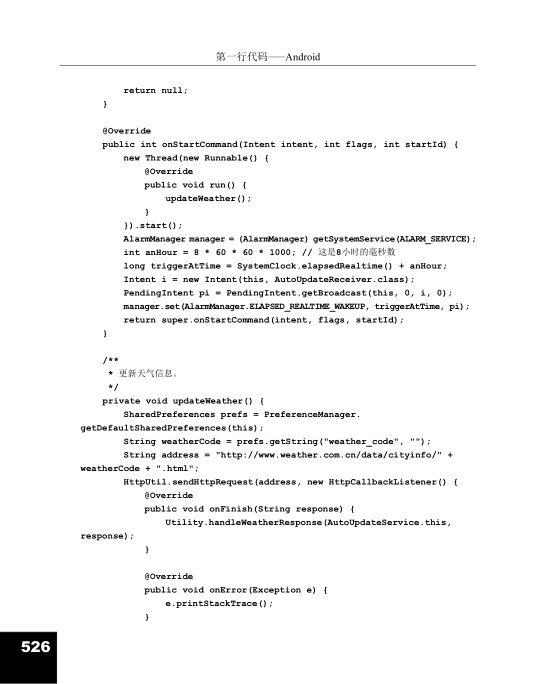 第一行代码——Android
return null;
}
@Override
public int onStartCommand(Intent intent, int flags, int startId) {
new Thread(new Runnable() {
@Override
public void run() {
updateWeather();
}
}).start();
AlarmManager manager = (AlarmManager) getSystemService(ALARM_SERVICE);
int anHour = 8 * 60 * 60 * 1000; // 这是8小时的毫秒数
long triggerAtTime = SystemClock.elapsedRealtime() + anHour;
Intent i = new Intent(this, AutoUpdateReceiver.class);
PendingIntent pi = PendingIntent.getBroadcast(this, 0, i, 0);
manager.set(AlarmManager.ELAPSED_REALTIME_WAKEUP, triggerAtTime, pi);
return super.onStartCommand(intent, flags, startId);
}
/**
* 更新天气信息。
*/
private void updateWeather() {
SharedPreferences prefs = PreferenceManager.
getDefaultSharedPreferences(this);
String weatherCode = prefs.getString("weather_code", "");
String address = "http://www.weather.com.cn/data/cityinfo/" +
weatherCode + ".html";
HttpUtil.sendHttpRequest(address, new HttpCallbackListener() {
@Override
public void onFinish(String response) {
Utility.handleWeatherResponse(AutoUpdateService.this,
response);
}
@Override
public void onError(Exception e) {
e.printStackTrace();
}
526